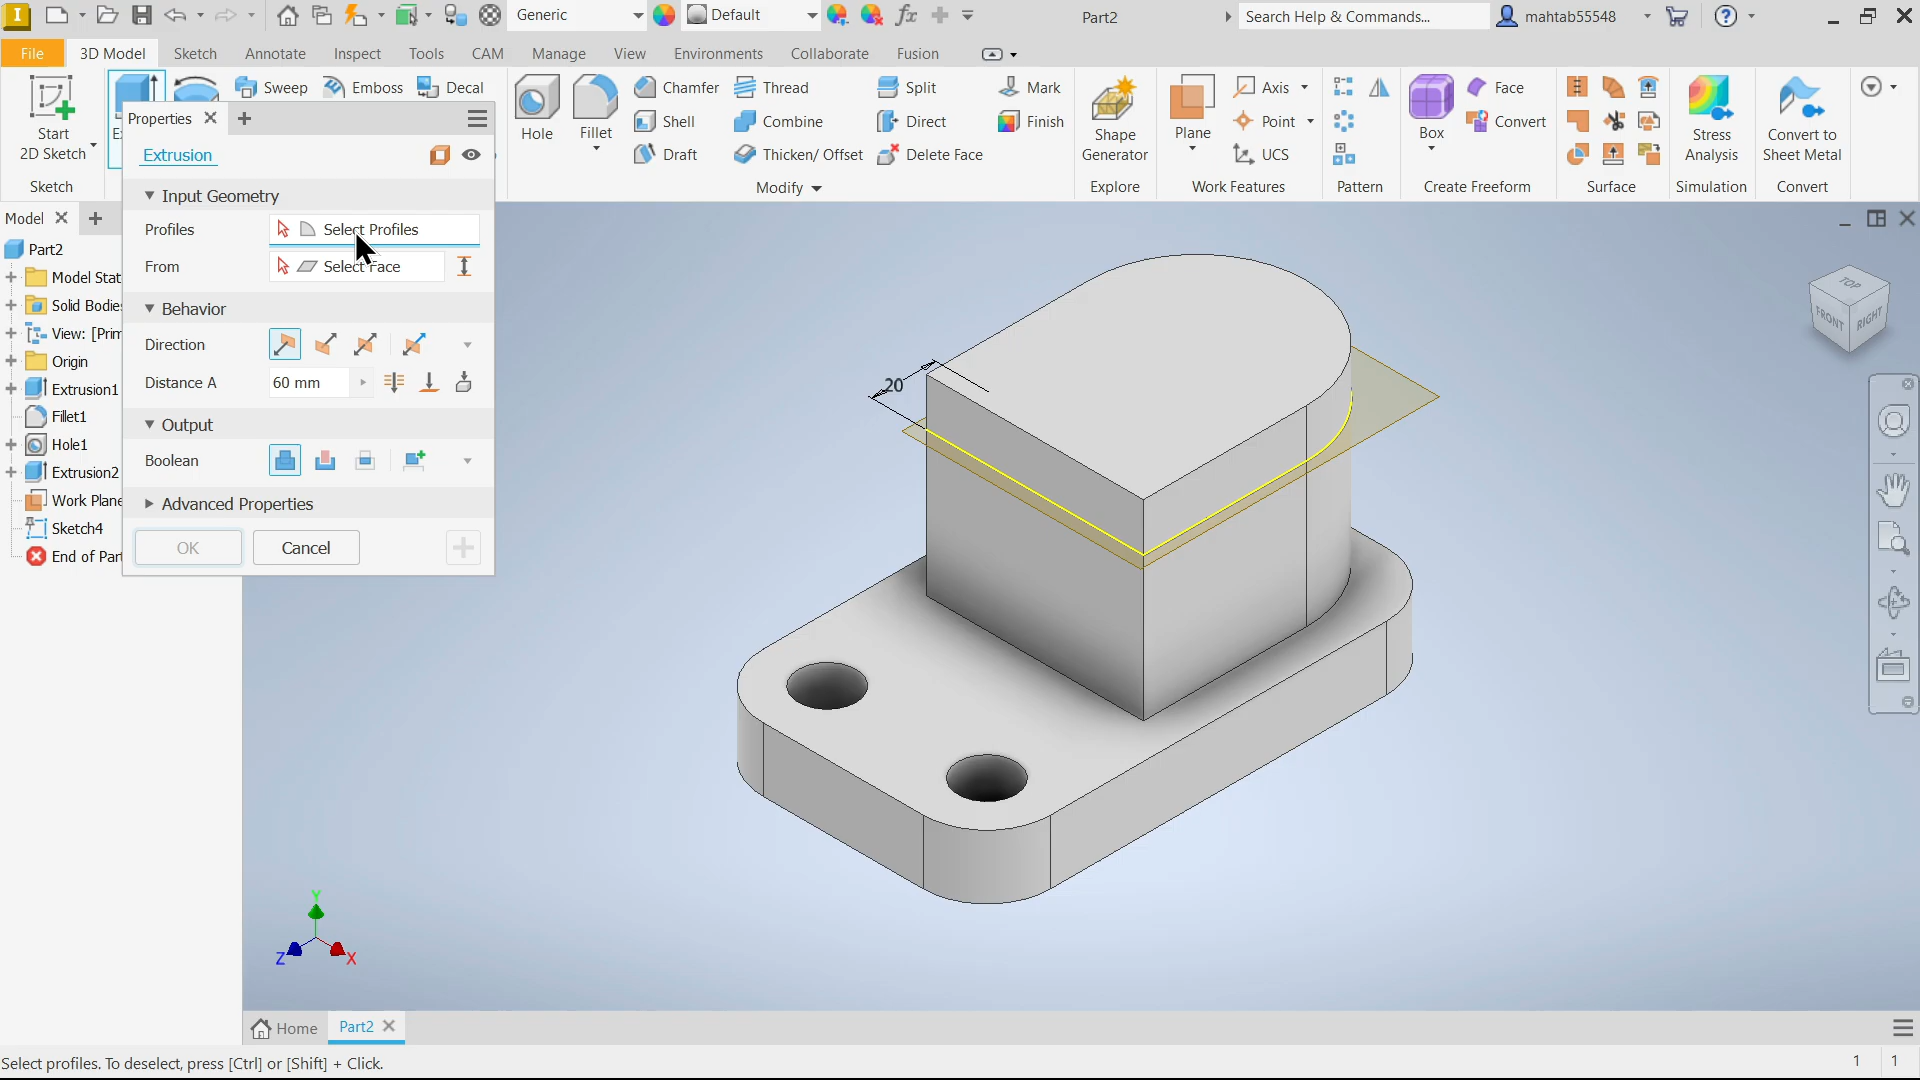 Generic
Default
Part2
Search Help & Commands...
mahtab55548
File
3D Model
Sketch
Annotate
Inspect
Tools
CAM
Manage
View
Environments
Collaborate
Fusion
Start
2D Sketch
Sketch
Sweep
Emboss
Decal
Hole
Fillet
Chamfer
Shell
Draft
Thread
Combine
Thicken/ Offset
Split
Direct
Delete Face
Mark
Finish
Modify
Shape
Generator
Explore
Plane
Axis
Point
UCS
Work Features
Pattern
Box
Face
Convert
Create Freeform
Surface
Stress
Analysis
Simulation
Convert to
Sheet Metal
Convert
Properties
Extrusion
Input Geometry
Profiles
Select Profiles
From
Select Face
Behavior
Direction
Distance A
60 mm
Output
Boolean
Advanced Properties
OK
Cancel
Model
Part2
Model Stat
Solid Bodie
View: [Prim
Origin
Extrusion1
Fillet1
Hole1
Extrusion2
Work Plane
Sketch4
End of Part
20
TOP
FRONT
RIGHT
Y
Z
X
Home
Part2
Select profiles. To deselect, press [Ctrl] or [Shift] + Click.
1
1